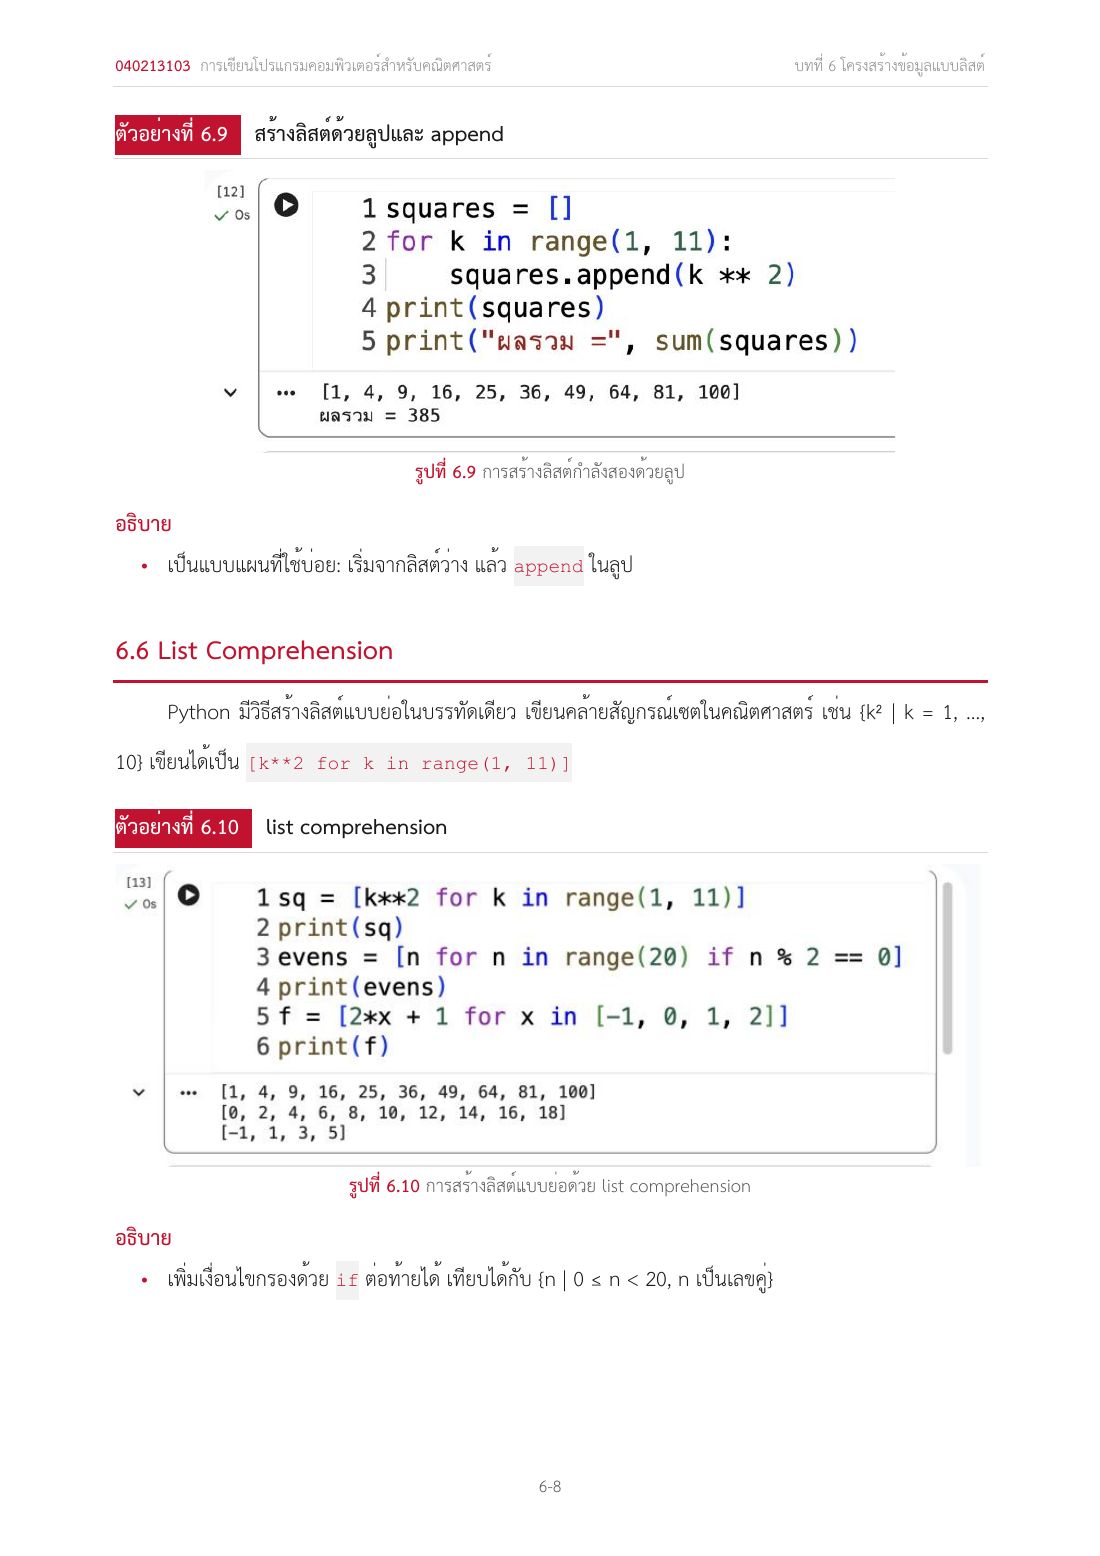 040213103 การเขียนโปรแกรมคอมพิวเตอร์สำหรับคณิตศาสตร์ บทที่ 6 โครงสร้างข้อมูลแบบลิสต์
ตัวอย่างที่ 6.9 สร้างลิสต์ด้วยลูปและ append
[12]
0s
1 squares = []
2 for k in range(1, 11):
3     squares.append(k ** 2)
4 print(squares)
5 print("ผลรวม =", sum(squares))
[1, 4, 9, 16, 25, 36, 49, 64, 81, 100]
ผลรวม = 385
รูปที่ 6.9 การสร้างลิสต์กำลังสองด้วยลูป
อธิบาย
• เป็นแบบแผนที่ใช้บ่อย: เริ่มจากลิสต์ว่าง แล้ว append ในลูป
6.6 List Comprehension
Python มีวิธีสร้างลิสต์แบบย่อในบรรทัดเดียว เขียนคล้ายสัญกรณ์เซตในคณิตศาสตร์ เช่น {k² | k = 1, ...,
10} เขียนได้เป็น [k**2 for k in range(1, 11)]
ตัวอย่างที่ 6.10 list comprehension
[13]
0s
1 sq = [k**2 for k in range(1, 11)]
2 print(sq)
3 evens = [n for n in range(20) if n % 2 == 0]
4 print(evens)
5 f = [2*x + 1 for x in [-1, 0, 1, 2]]
6 print(f)
[1, 4, 9, 16, 25, 36, 49, 64, 81, 100]
[0, 2, 4, 6, 8, 10, 12, 14, 16, 18]
[-1, 1, 3, 5]
รูปที่ 6.10 การสร้างลิสต์แบบย่อด้วย list comprehension
อธิบาย
• เพิ่มเงื่อนไขกรองด้วย if ต่อท้ายได้ เทียบได้กับ {n | 0 ≤ n < 20, n เป็นเลขคู่}
6-8